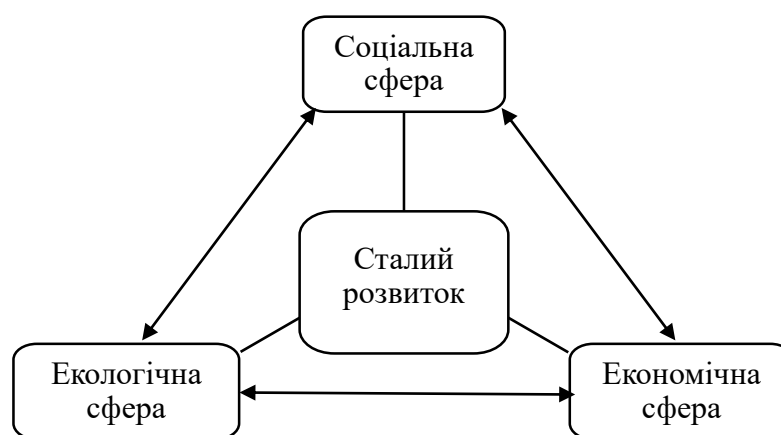 Соціальна
сфера
Сталий
розвиток
Екологічна
сфера
Економічна
сфера